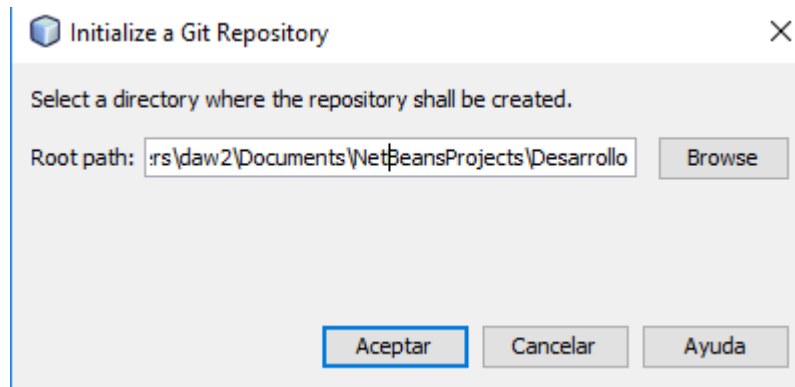 Initialize a Git Repository
Select a directory where the repository shall be created.
Root path: :rs\daw2\Documents\NetBeansProjects\Desarrollo Browse
Aceptar Cancelar Ayuda